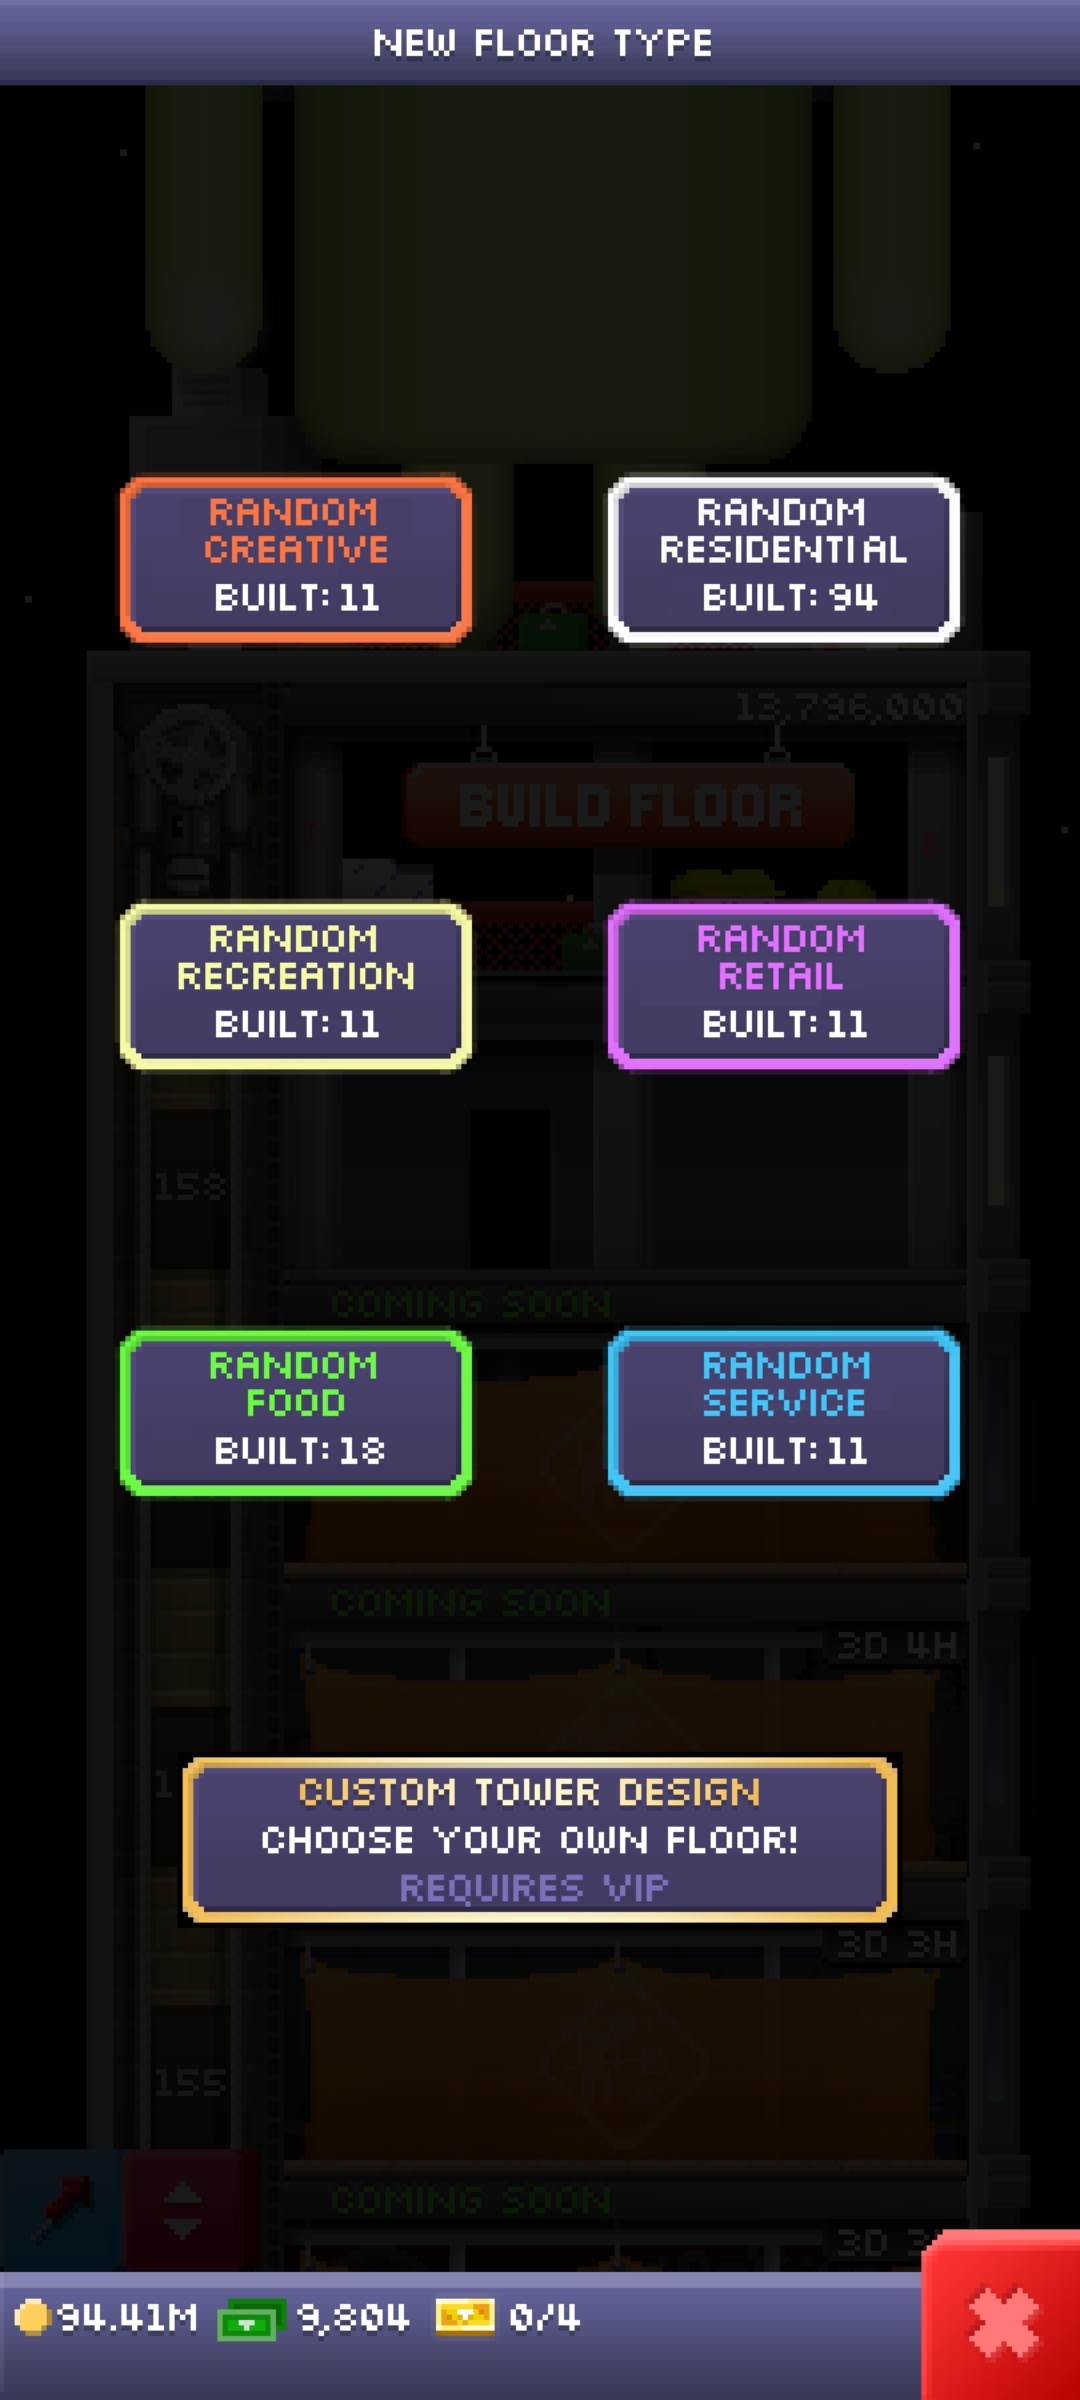 NEW FLOOR TYPE
RANDOM
CREATIVE
BUILT: 11
RANDOM
RESIDENTIAL
BUILT: 94
13,796,000
BUILD FLOOR
RANDOM
RECREATION
BUILT: 11
RANDOM
RETAIL
BUILT: 11
158
COMING SOON
RANDOM
FOOD
BUILT: 18
RANDOM
SERVICE
BUILT: 11
COMING SOON
3D 4H
CUSTOM TOWER DESIGN
CHOOSE YOUR OWN FLOOR!
REQUIRES VIP
3D 3H
155
COMING SOON
94.41M 9,804 0/4